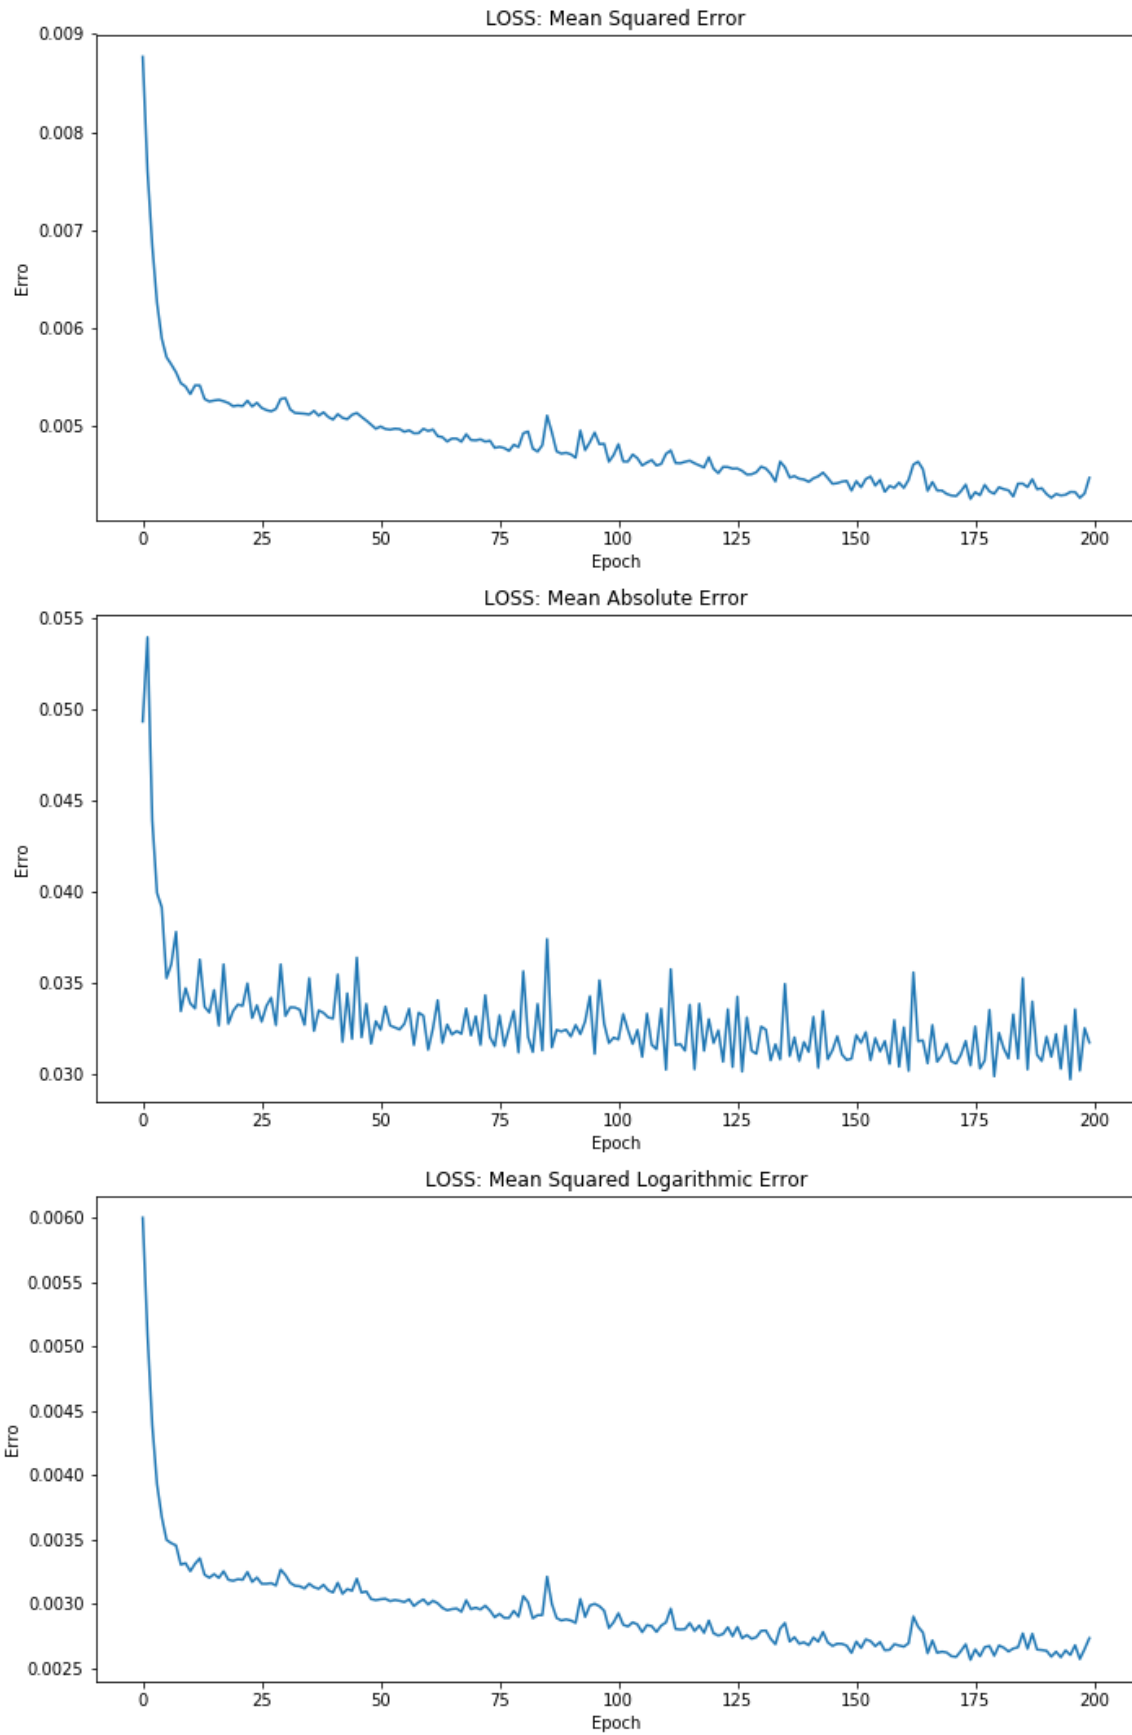 LOSS: Mean Squared Error
0.009
0.008
0.007
0.006
0.005
Erro
0 25 50 75 100 125 150 175 200
Epoch
LOSS: Mean Absolute Error
0.055
0.050
0.045
0.040
0.035
0.030
Erro
0 25 50 75 100 125 150 175 200
Epoch
LOSS: Mean Squared Logarithmic Error
0.0060
0.0055
0.0050
0.0045
0.0040
0.0035
0.0030
0.0025
Erro
0 25 50 75 100 125 150 175 200
Epoch